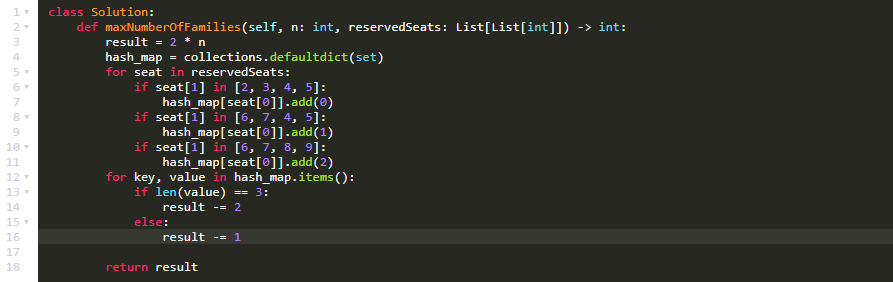 1 class Solution:
2     def maxNumberOfFamilies(self, n: int, reservedSeats: List[List[int]]) -> int:
3         result = 2 * n
4         hash_map = collections.defaultdict(set)
5         for seat in reservedSeats:
6             if seat[1] in [2, 3, 4, 5]:
7                 hash_map[seat[0]].add(0)
8             if seat[1] in [6, 7, 4, 5]:
9                 hash_map[seat[0]].add(1)
10             if seat[1] in [6, 7, 8, 9]:
11                 hash_map[seat[0]].add(2)
12         for key, value in hash_map.items():
13             if len(value) == 3:
14                 result -= 2
15             else:
16                 result -= 1
17
18         return result